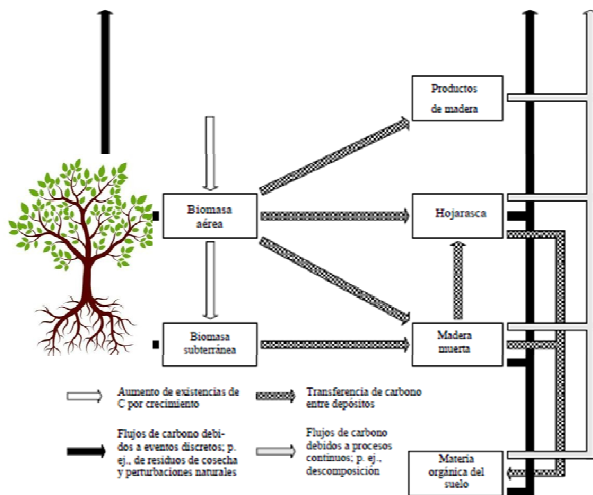 Productos
de madera
Biomasa
aérea
Hojarasca
Biomasa
subterránea
Madera
muerta
Aumento de existencias de
C por crecimiento
Transferencia de carbono
entre depósitos
Flujos de carbono debi-
dos a eventos discretos; p.
ej., de residuos de cosecha
y perturbaciones naturales
Flujos de carbono
debidos a procesos
continuos; p. ej.,
descomposición
Materia
orgánica del
suelo